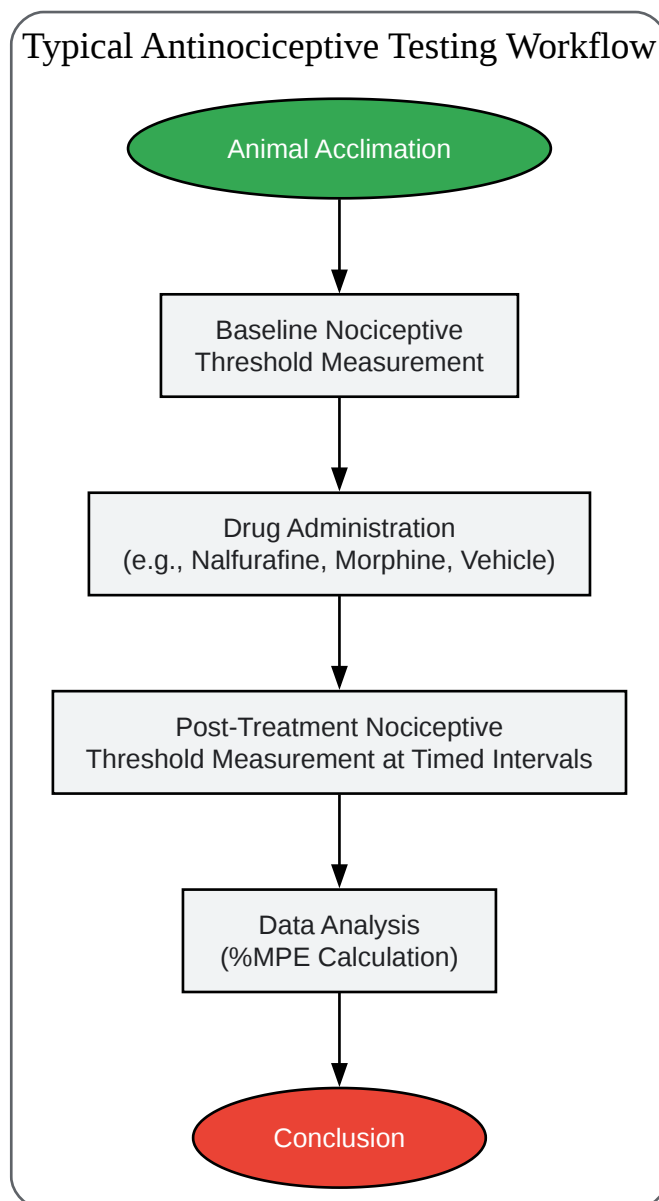 Typical Antinociceptive Testing Workflow
Animal Acclimation
Baseline Nociceptive
Threshold Measurement
Drug Administration
(e.g., Nalfurafine, Morphine, Vehicle)
Post-Treatment Nociceptive
Threshold Measurement at Timed Intervals
Data Analysis
(%MPE Calculation)
Conclusion